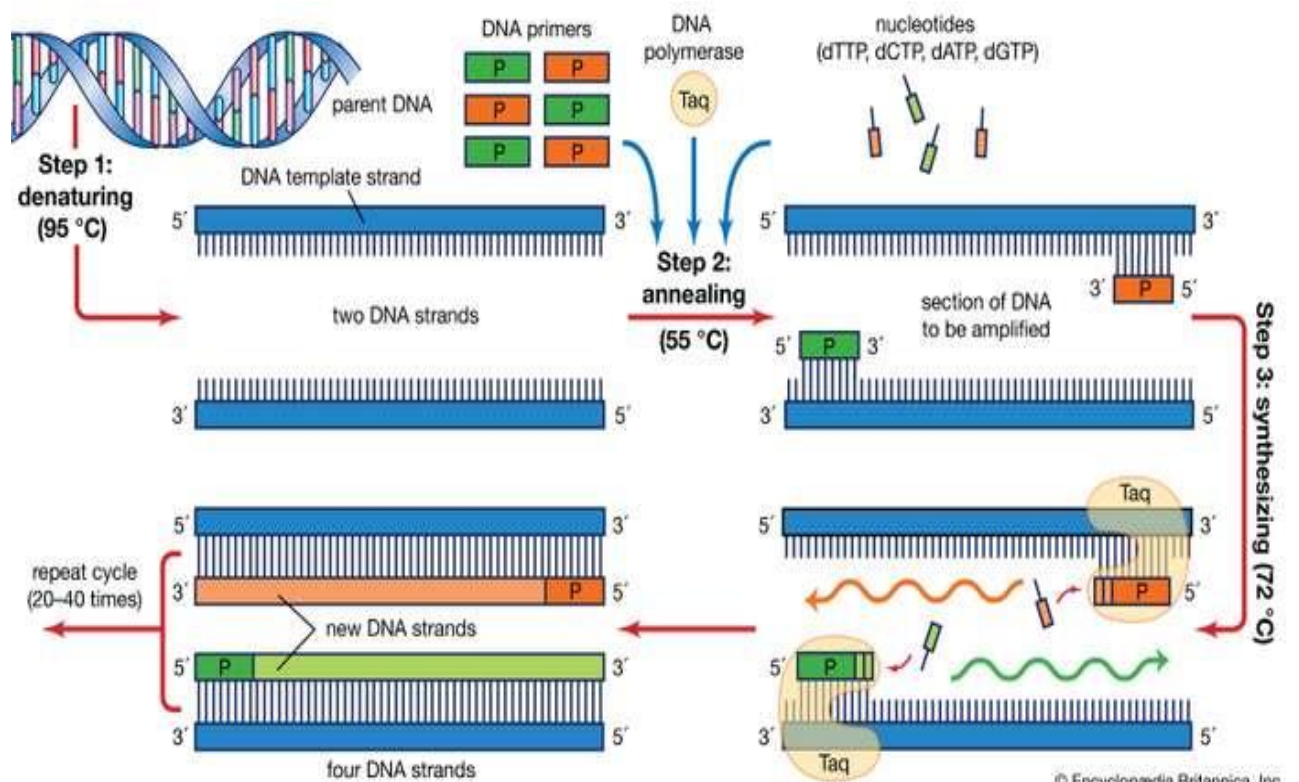 DNA primers
P P
P P
P P
DNA
polymerase
Taq
nucleotides
(dTTP, dCTP, dATP, dGTP)
parent DNA
Step 1:
denaturing
(95 °C)
DNA template strand
5′ 3′
two DNA strands
3′ 5′
Step 2:
annealing
(55 °C)
5′ 3′
3′ P 5′
section of DNA
to be amplified
5′ P 3′
3′ 5′
Step 3: synthesizing (72 °C)
Taq
5′ 3′
P 5′
5′ P
3′ 5′
Taq
5′ 3′
3′ P 5′
new DNA strands
5′ P 3′
3′ 5′
four DNA strands
repeat cycle
(20–40 times)
© Encyclopædia Britannica, Inc.